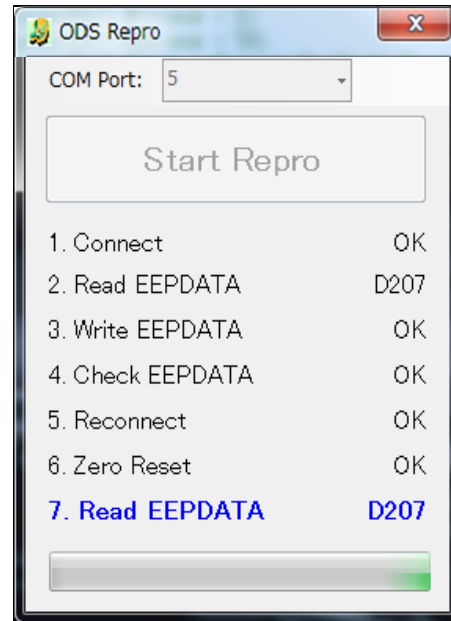 ODS Repro
COM Port: 5
Start Repro
1. Connect OK
2. Read EEPDATA D207
3. Write EEPDATA OK
4. Check EEPDATA OK
5. Reconnect OK
6. Zero Reset OK
7. Read EEPDATA D207